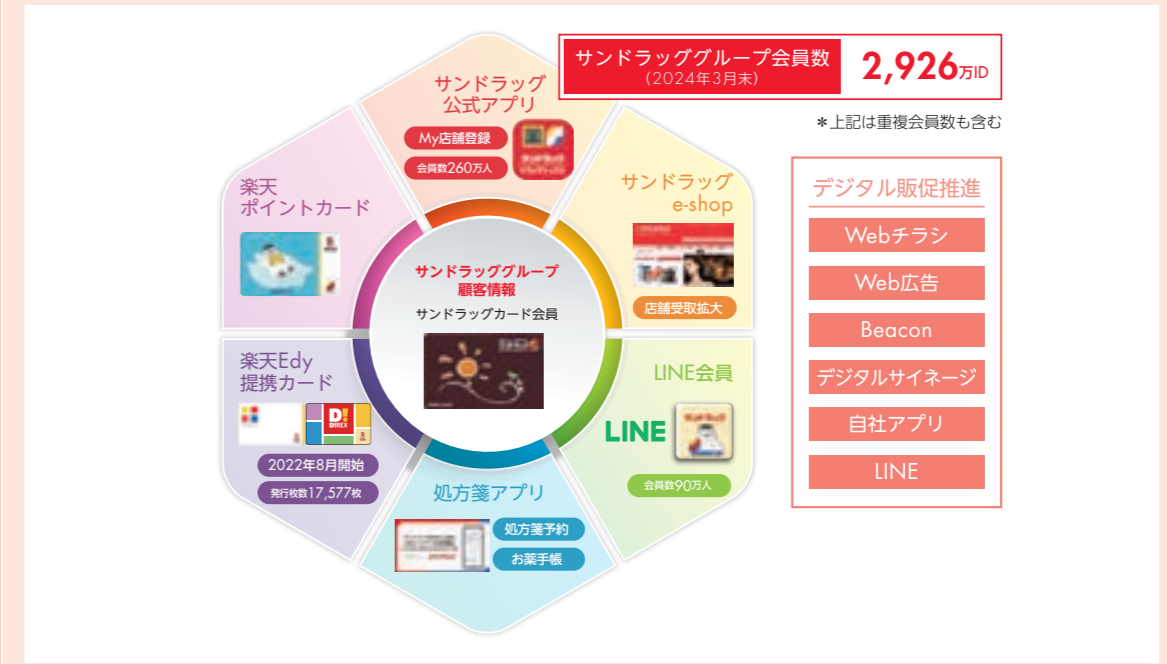 サンドラッググループ会員数
(2024年3月末)
2,926万ID
＊上記は重複会員数も含む
サンドラッグ
公式アプリ
My店舗登録
会員数260万人
サンドラッグ
e-shop
店舗受取拡大
LINE会員
LINE
会員数90万人
処方箋アプリ
処方箋予約
お薬手帳
楽天Edy
提携カード
D!
DIREX
2022年8月開始
発行枚数17,577枚
楽天
ポイントカード
サンドラッググループ
顧客情報
サンドラッグカード会員
デジタル販促推進
Webチラシ
Web広告
Beacon
デジタルサイネージ
自社アプリ
LINE